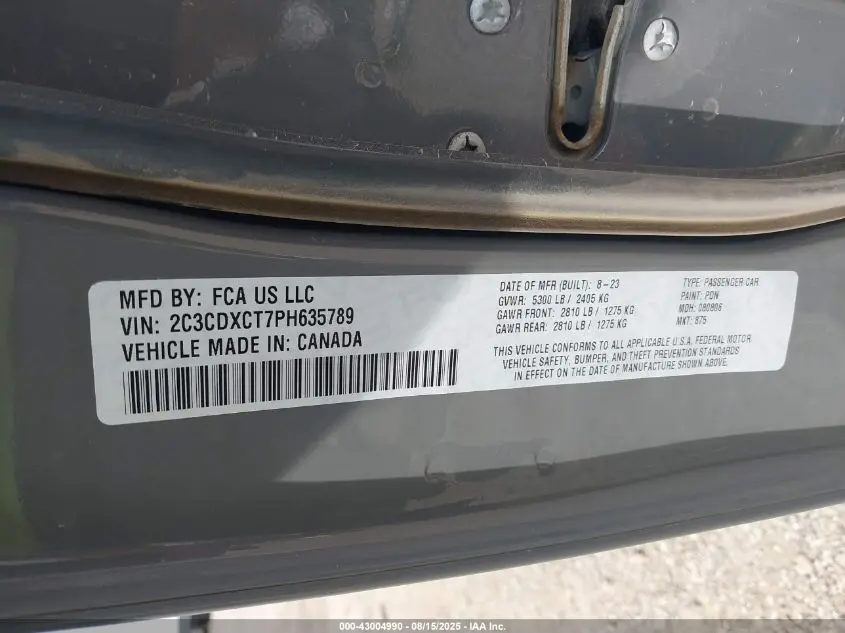 MFD BY: FCA US LLC
VIN: 2C3CDXCT7PH635789
VEHICLE MADE IN: CANADA
DATE OF MFR (BUILT): 8-23
GVWR: 5300 LB / 2405 KG
GAWR FRONT: 2810 LB / 1275 KG
GAWR REAR: 2810 LB / 1275 KG
TYPE: PASSENGER CAR
PAINT: PDN
MDH: 080806
MKT: 875
THIS VEHICLE CONFORMS TO ALL APPLICABLE U.S.A. FEDERAL MOTOR
VEHICLE SAFETY, BUMPER, AND THEFT PREVENTION STANDARDS
IN EFFECT ON THE DATE OF MANUFACTURE SHOWN ABOVE.
000-43004990 - 08/15/2025 - IAA Inc.